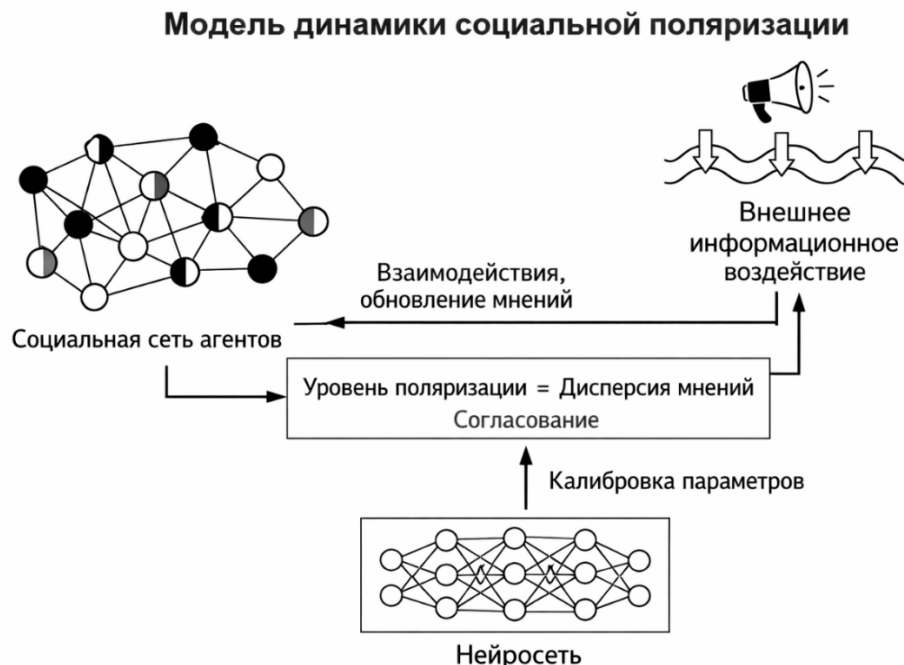 Модель динамики социальной поляризации
Внешнее
информационное
воздействие
Взаимодействия,
обновление мнений
Социальная сеть агентов
Уровень поляризации = Дисперсия мнений
Согласование
Калибровка параметров
Нейросеть